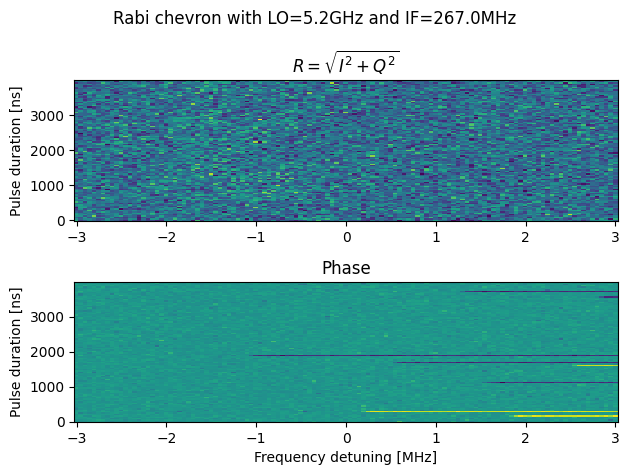 Rabi chevron with LO=5.2GHz and IF=267.0MHz
R = √(I² + Q²)
Pulse duration [ns]
3000
2000
1000
0
−3 −2 −1 0 1 2 3
Phase
Pulse duration [ns]
3000
2000
1000
0
−3 −2 −1 0 1 2 3
Frequency detuning [MHz]